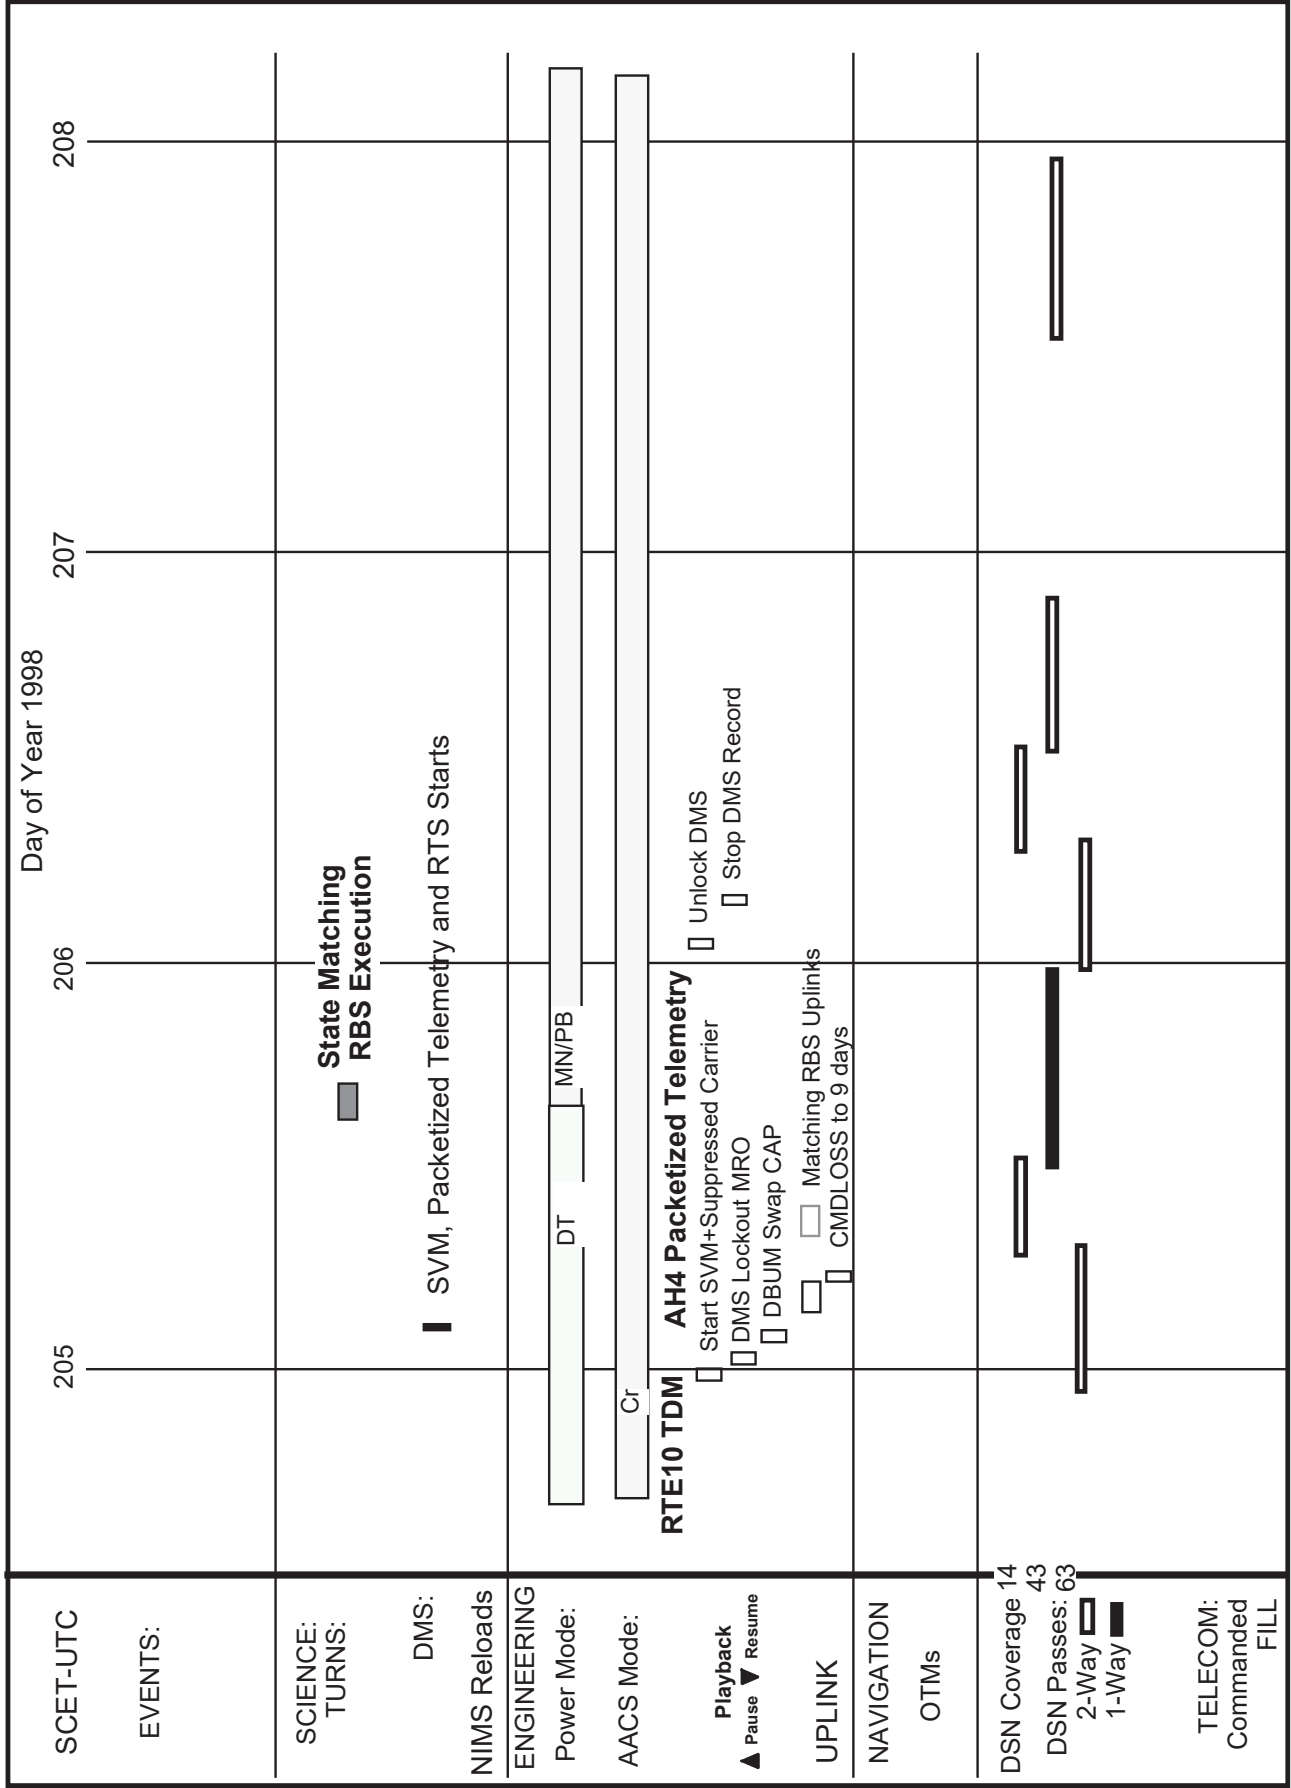 Day of Year 1998
SCET-UTC
205
206
207
208
EVENTS:
SCIENCE:
TURNS:
State Matching
RBS Execution
DMS:
SVM, Packetized Telemetry and RTS Starts
NIMS Reloads
ENGINEERING
Power Mode:
DT
MN/PB
AACS Mode:
Cr
RTE10 TDM
AH4 Packetized Telemetry
Playback
▲ Pause ▼ Resume
Start SVM+Suppressed Carrier
Unlock DMS
DMS Lockout MRO
Stop DMS Record
DBUM Swap CAP
UPLINK
Matching RBS Uplinks
CMDLOSS to 9 days
NAVIGATION
OTMs
DSN Coverage 14
43
DSN Passes: 63
2-Way
1-Way
TELECOM:
Commanded
FILL